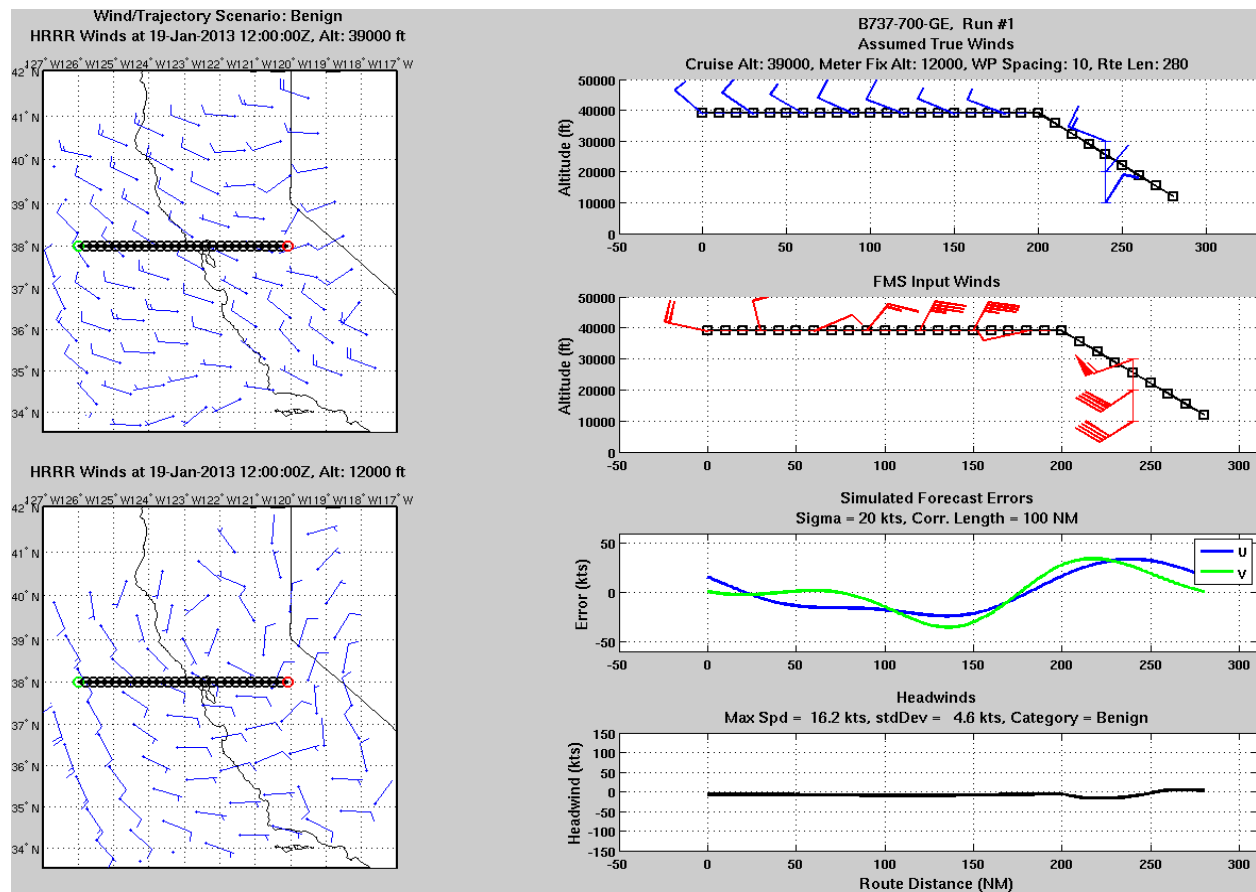 Wind/Trajectory Scenario: Benign
HRRR Winds at 19-Jan-2013 12:00:00Z, Alt: 39000 ft
127° W126° W125° W124° W123° W122° W121° W120° W119° W118° W117° W
42° N
41° N
40° N
39° N
38° N
37° N
36° N
35° N
34° N
HRRR Winds at 19-Jan-2013 12:00:00Z, Alt: 12000 ft
127° W126° W125° W124° W123° W122° W121° W120° W119° W118° W117° W
42° N
41° N
40° N
39° N
38° N
37° N
36° N
35° N
34° N
B737-700-GE, Run #1
Assumed True Winds
Cruise Alt: 39000, Meter Fix Alt: 12000, WP Spacing: 10, Rte Len: 280
Altitude (ft)
50000
40000
30000
20000
10000
0
-50 0 50 100 150 200 250 300
FMS Input Winds
Altitude (ft)
50000
40000
30000
20000
10000
0
-50 0 50 100 150 200 250 300
Simulated Forecast Errors
Sigma = 20 kts, Corr. Length = 100 NM
Error (kts)
50
0
-50
U
V
-50 0 50 100 150 200 250 300
Headwinds
Max Spd = 16.2 kts, stdDev = 4.6 kts, Category = Benign
Headwind (kts)
150
100
50
0
-50
-100
-150
-50 0 50 100 150 200 250 300
Route Distance (NM)